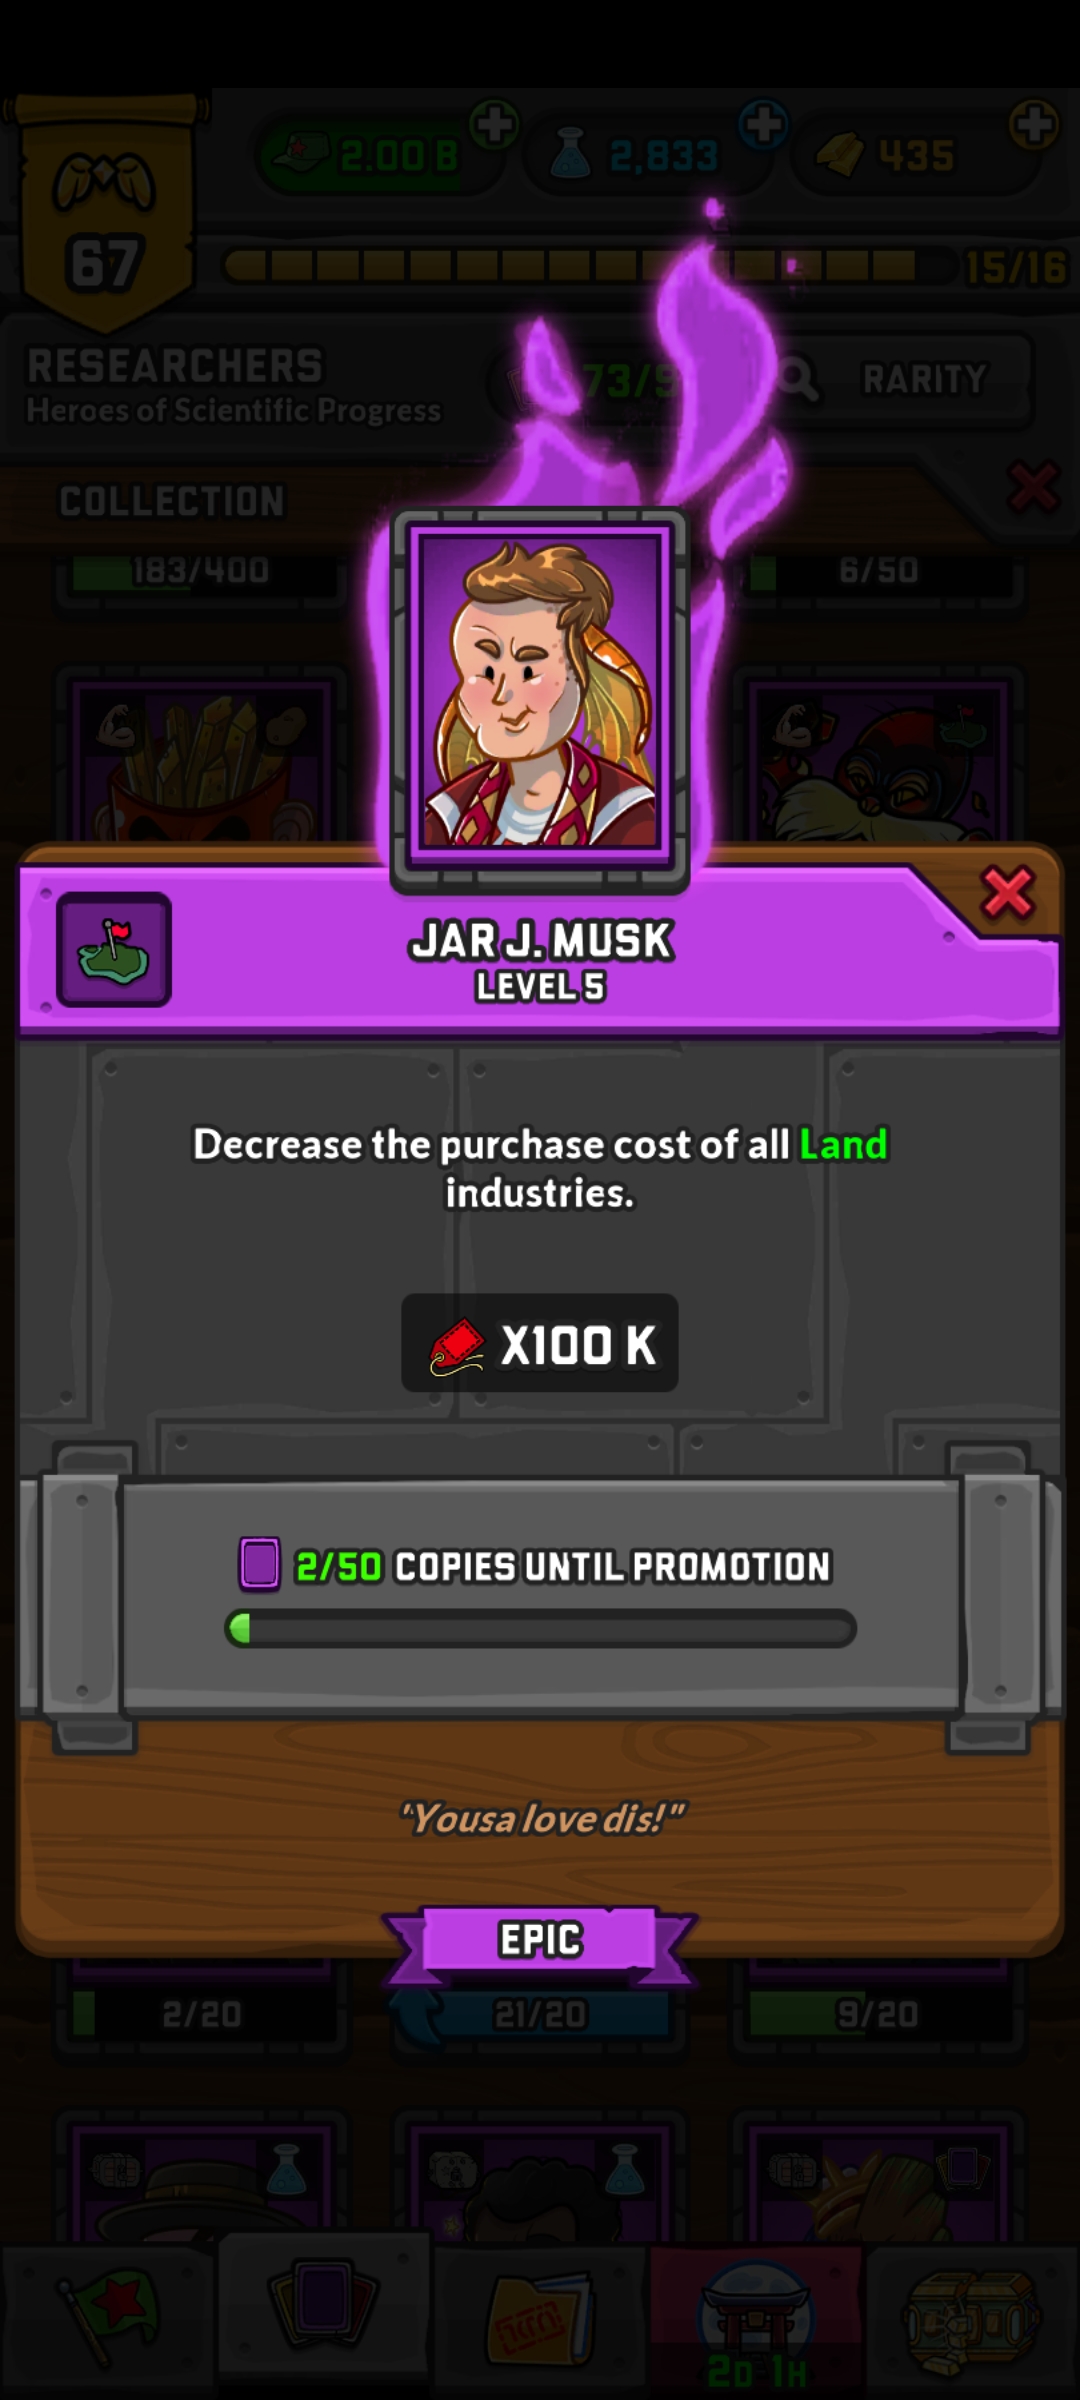 2.00 B
2,833
435
67
15/16
RESEARCHERS
Heroes of Scientific Progress
73/9
RARITY
COLLECTION
183/400
6/50
JAR J. MUSK
LEVEL 5
Decrease the purchase cost of all Land
industries.
X100 K
2/50 COPIES UNTIL PROMOTION
"Yousa love dis!"
EPIC
2/20
21/20
9/20
2D 1H